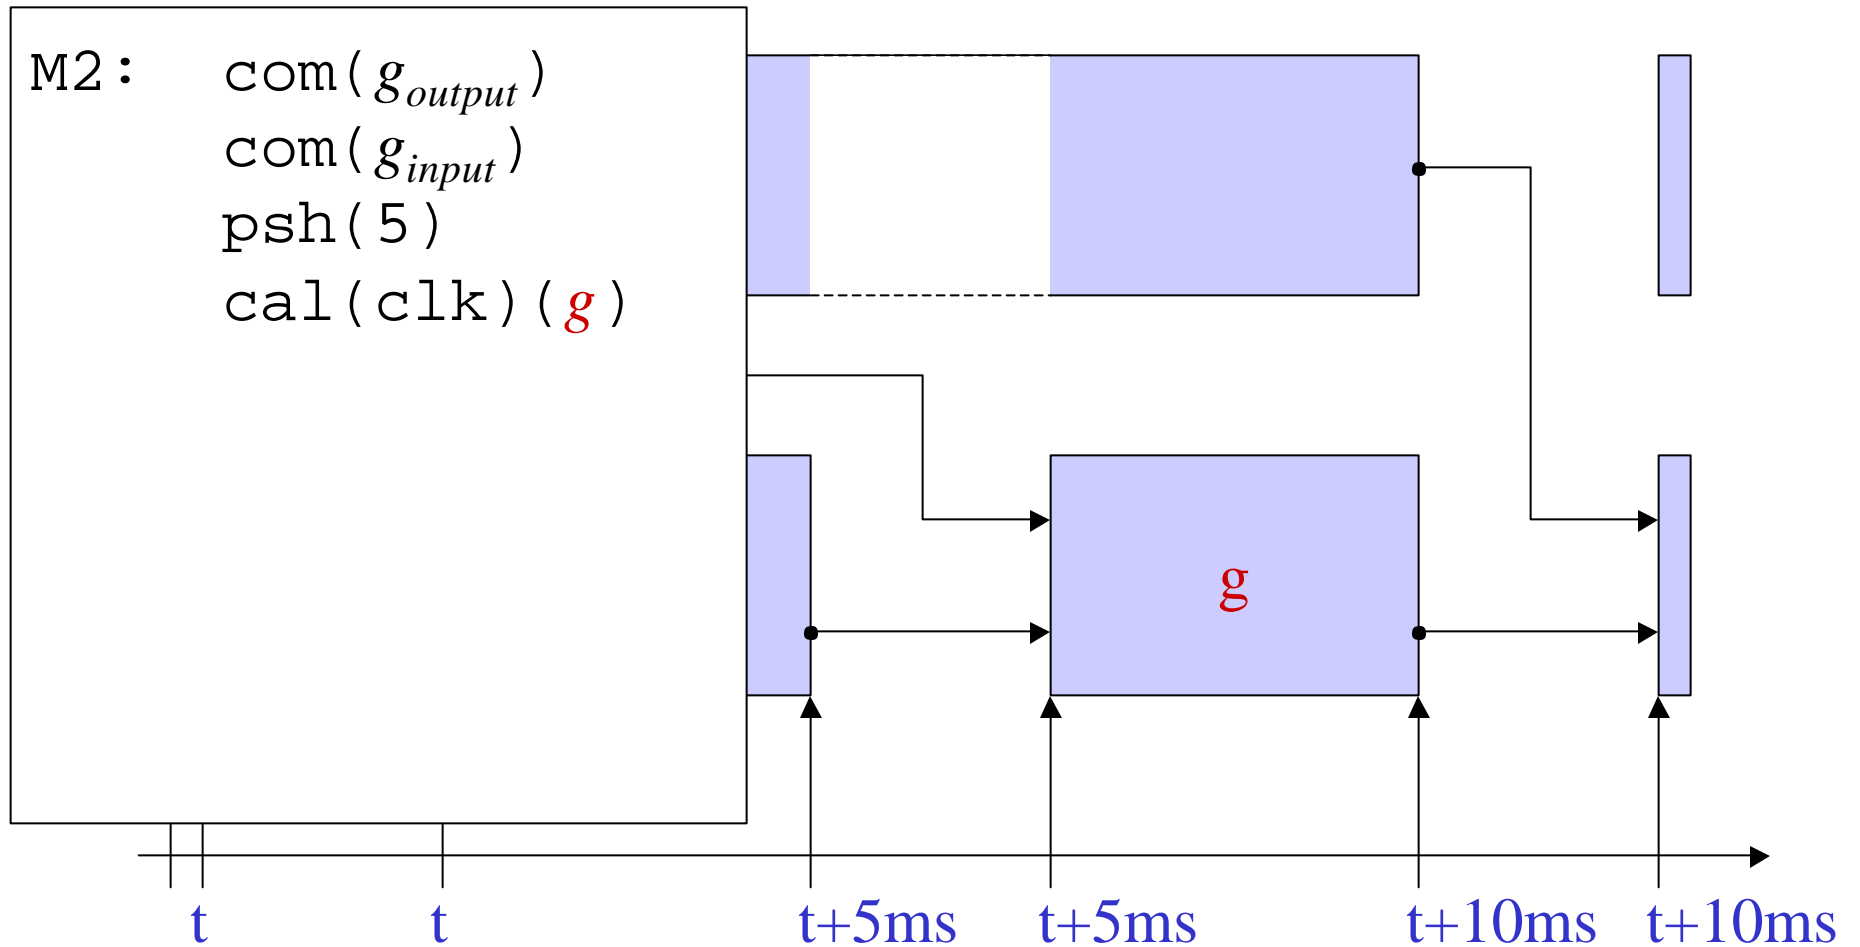 M2: com(g_output)
com(g_input)
psh(5)
cal(clk)(g)
g
t t t+5ms t+5ms t+10ms t+10ms